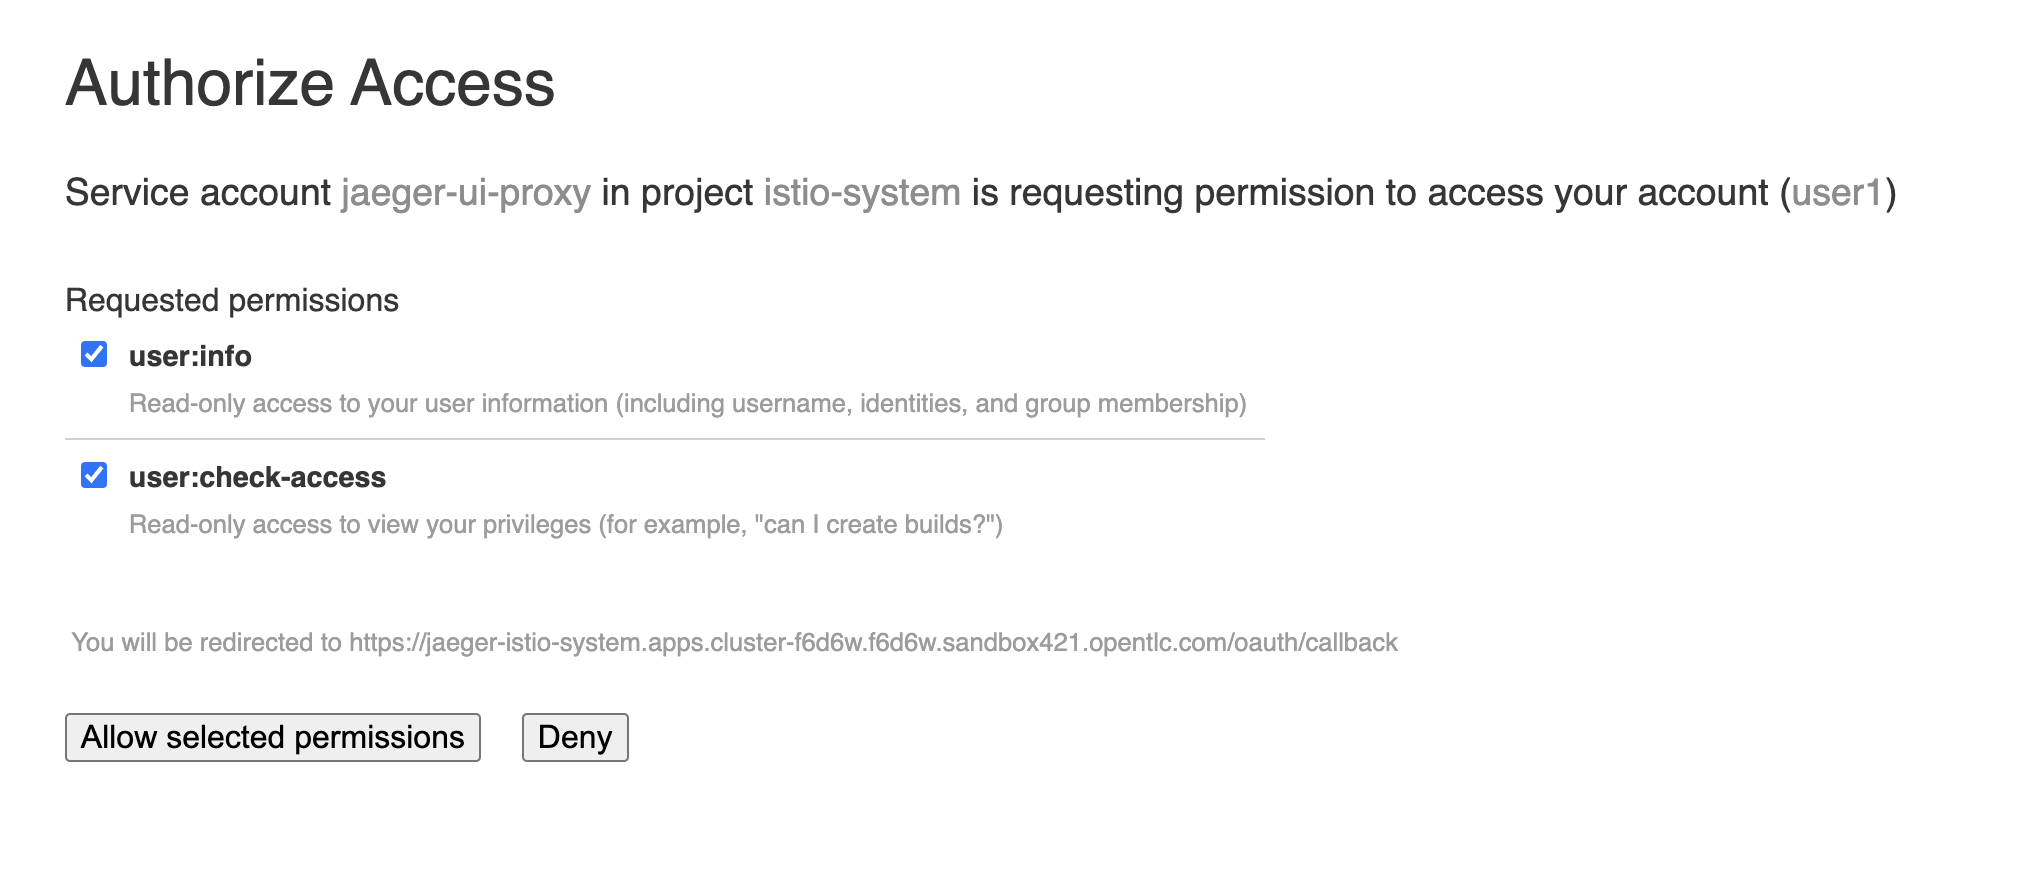 Authorize Access
Service account jaeger-ui-proxy in project istio-system is requesting permission to access your account (user1)
Requested permissions
user:info
Read-only access to your user information (including username, identities, and group membership)
user:check-access
Read-only access to view your privileges (for example, "can I create builds?")
You will be redirected to https://jaeger-istio-system.apps.cluster-f6d6w.f6d6w.sandbox421.opentlc.com/oauth/callback
Allow selected permissions Deny